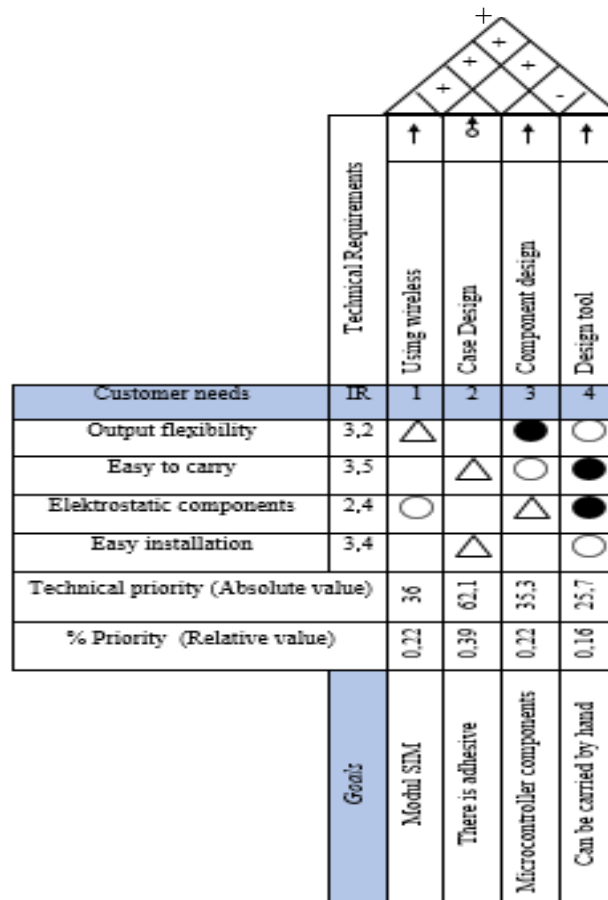 +
+
+ +
+ -
Technical Requirements
Using wireless
Case Design
Component design
Design tool
Customer needs IR 1 2 3 4
Output flexibility 3,2
Easy to carry 3,5
Elektrostatic components 2,4
Easy installation 3,4
Technical priority (Absolute value) 36 62,1 35,3 25,7
% Priority (Relative value) 0,22 0,39 0,22 0,16
Goals
Modul SIM
There is adhesive
Microcontroller components
Can be carried by hand